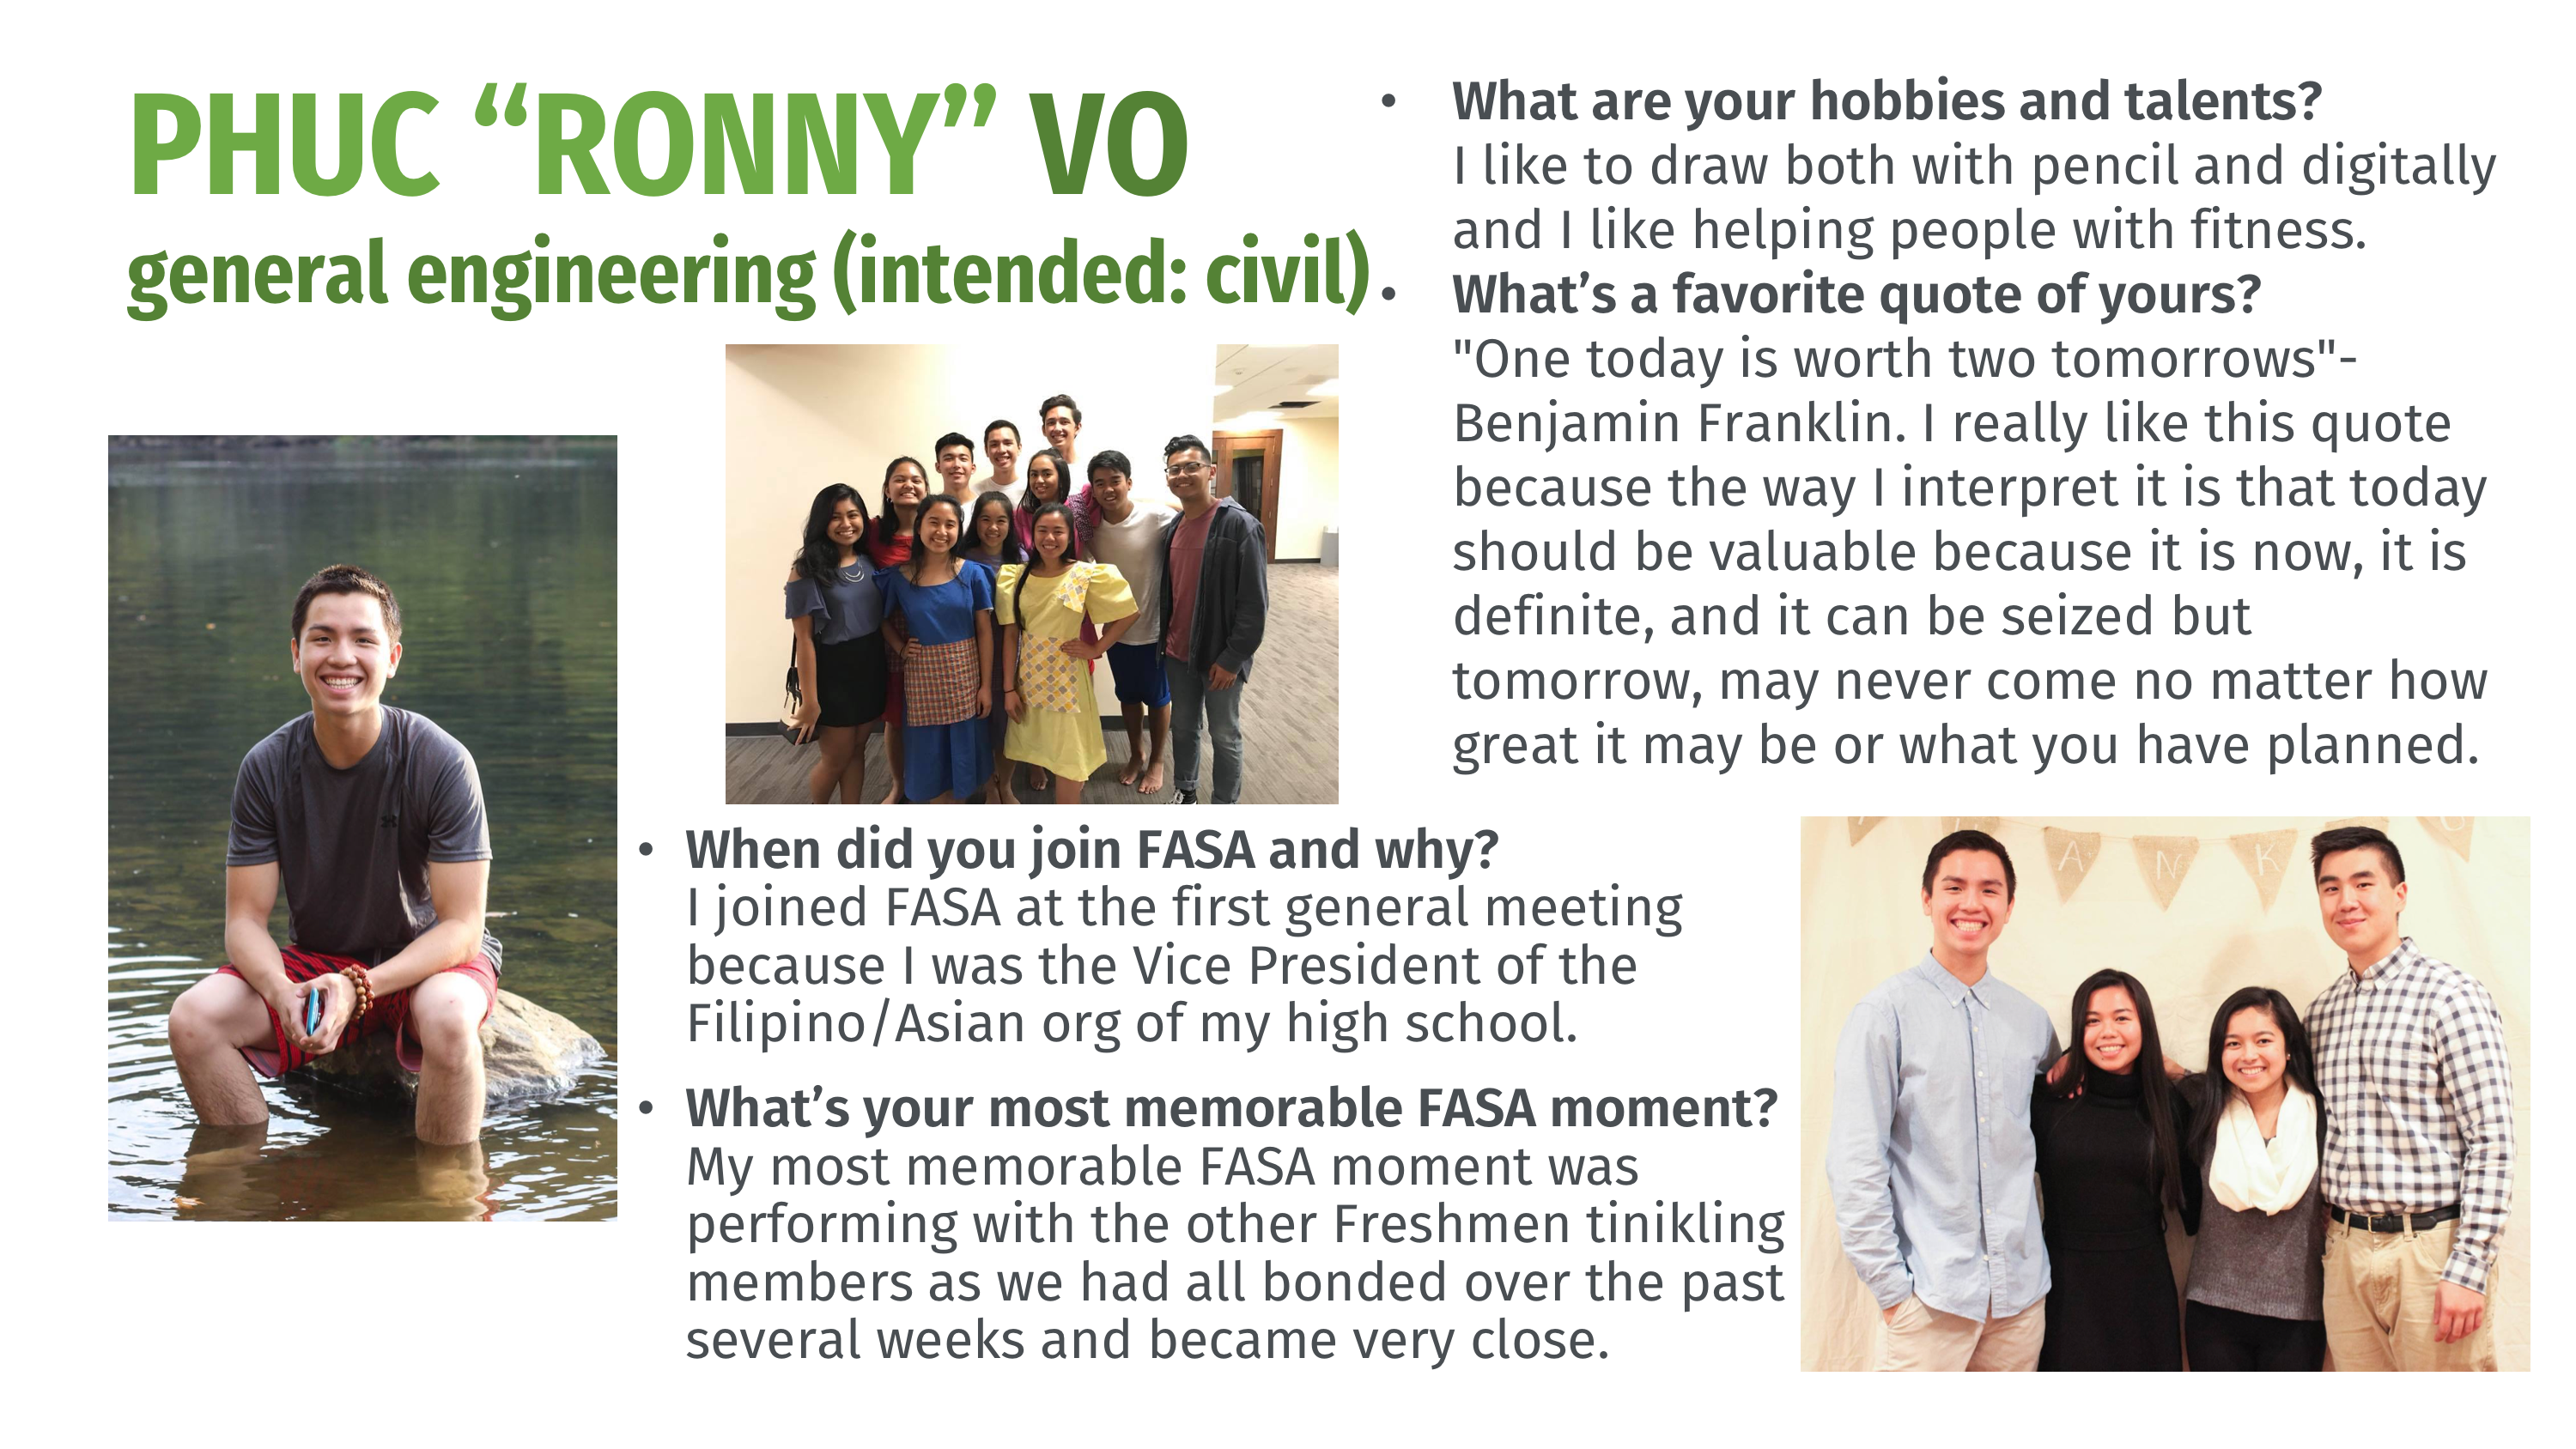 PHUC “RONNY” VO
general engineering (intended: civil)
• When did you join FASA and why?
I joined FASA at the first general meeting
because I was the Vice President of the
Filipino/Asian org of my high school.
• What’s your most memorable FASA moment?
My most memorable FASA moment was
performing with the other Freshmen tinikling
members as we had all bonded over the past
several weeks and became very close.
• What are your hobbies and talents?
I like to draw both with pencil and digitally
and I like helping people with fitness.
• What’s a favorite quote of yours?
"One today is worth two tomorrows"-
Benjamin Franklin. I really like this quote
because the way I interpret it is that today
should be valuable because it is now, it is
definite, and it can be seized but
tomorrow, may never come no matter how
great it may be or what you have planned.
A N K